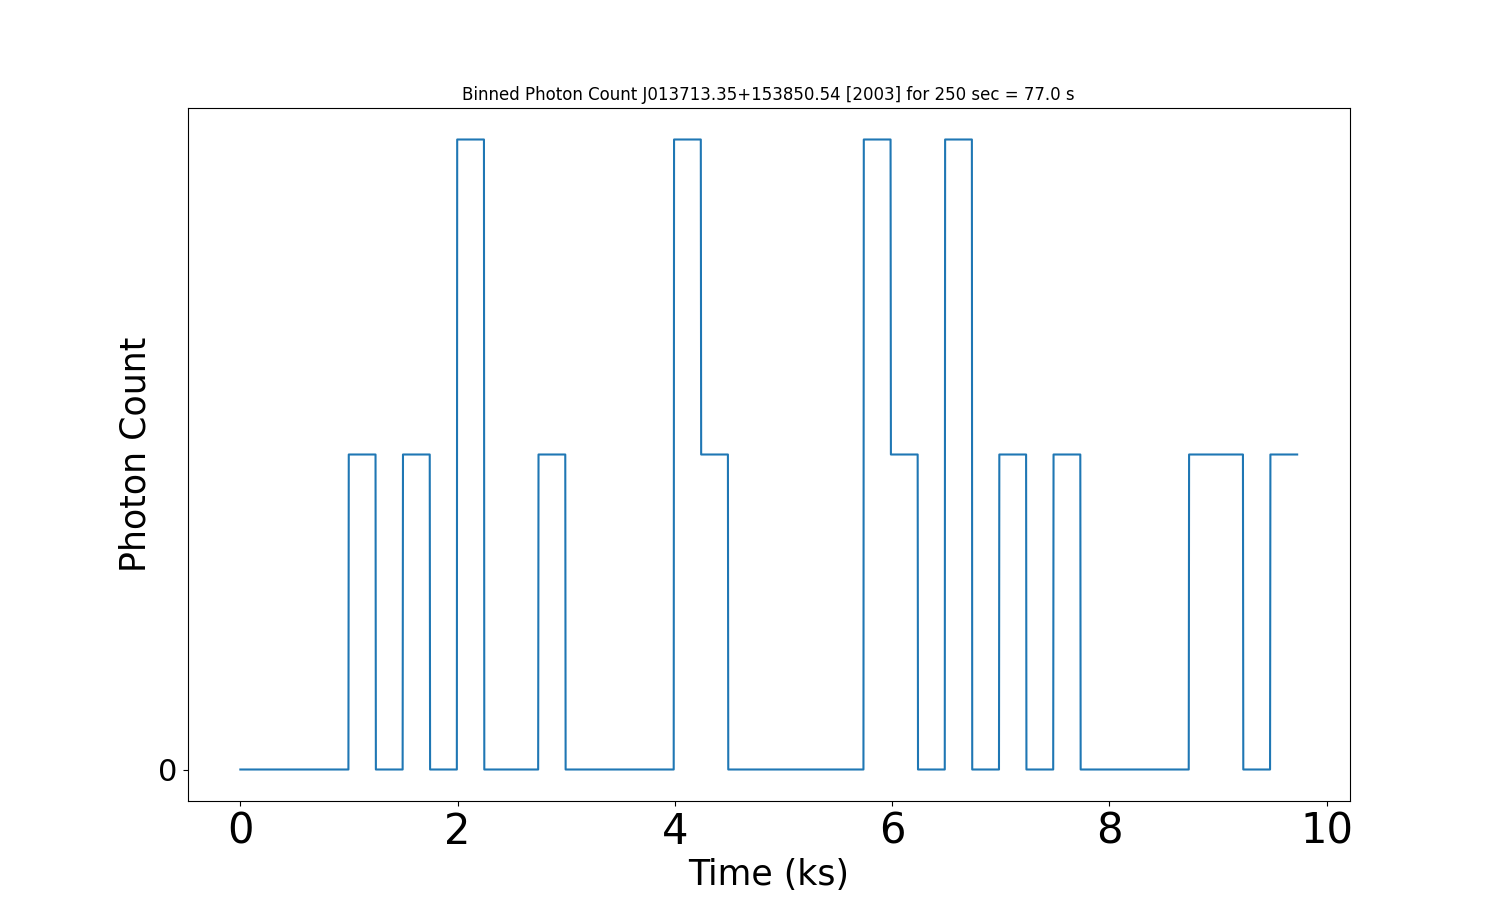 Binned Photon Count J013713.35+153850.54 [2003] for 250 sec = 77.0 s
Photon Count
0
0 2 4 6 8 10
Time (ks)